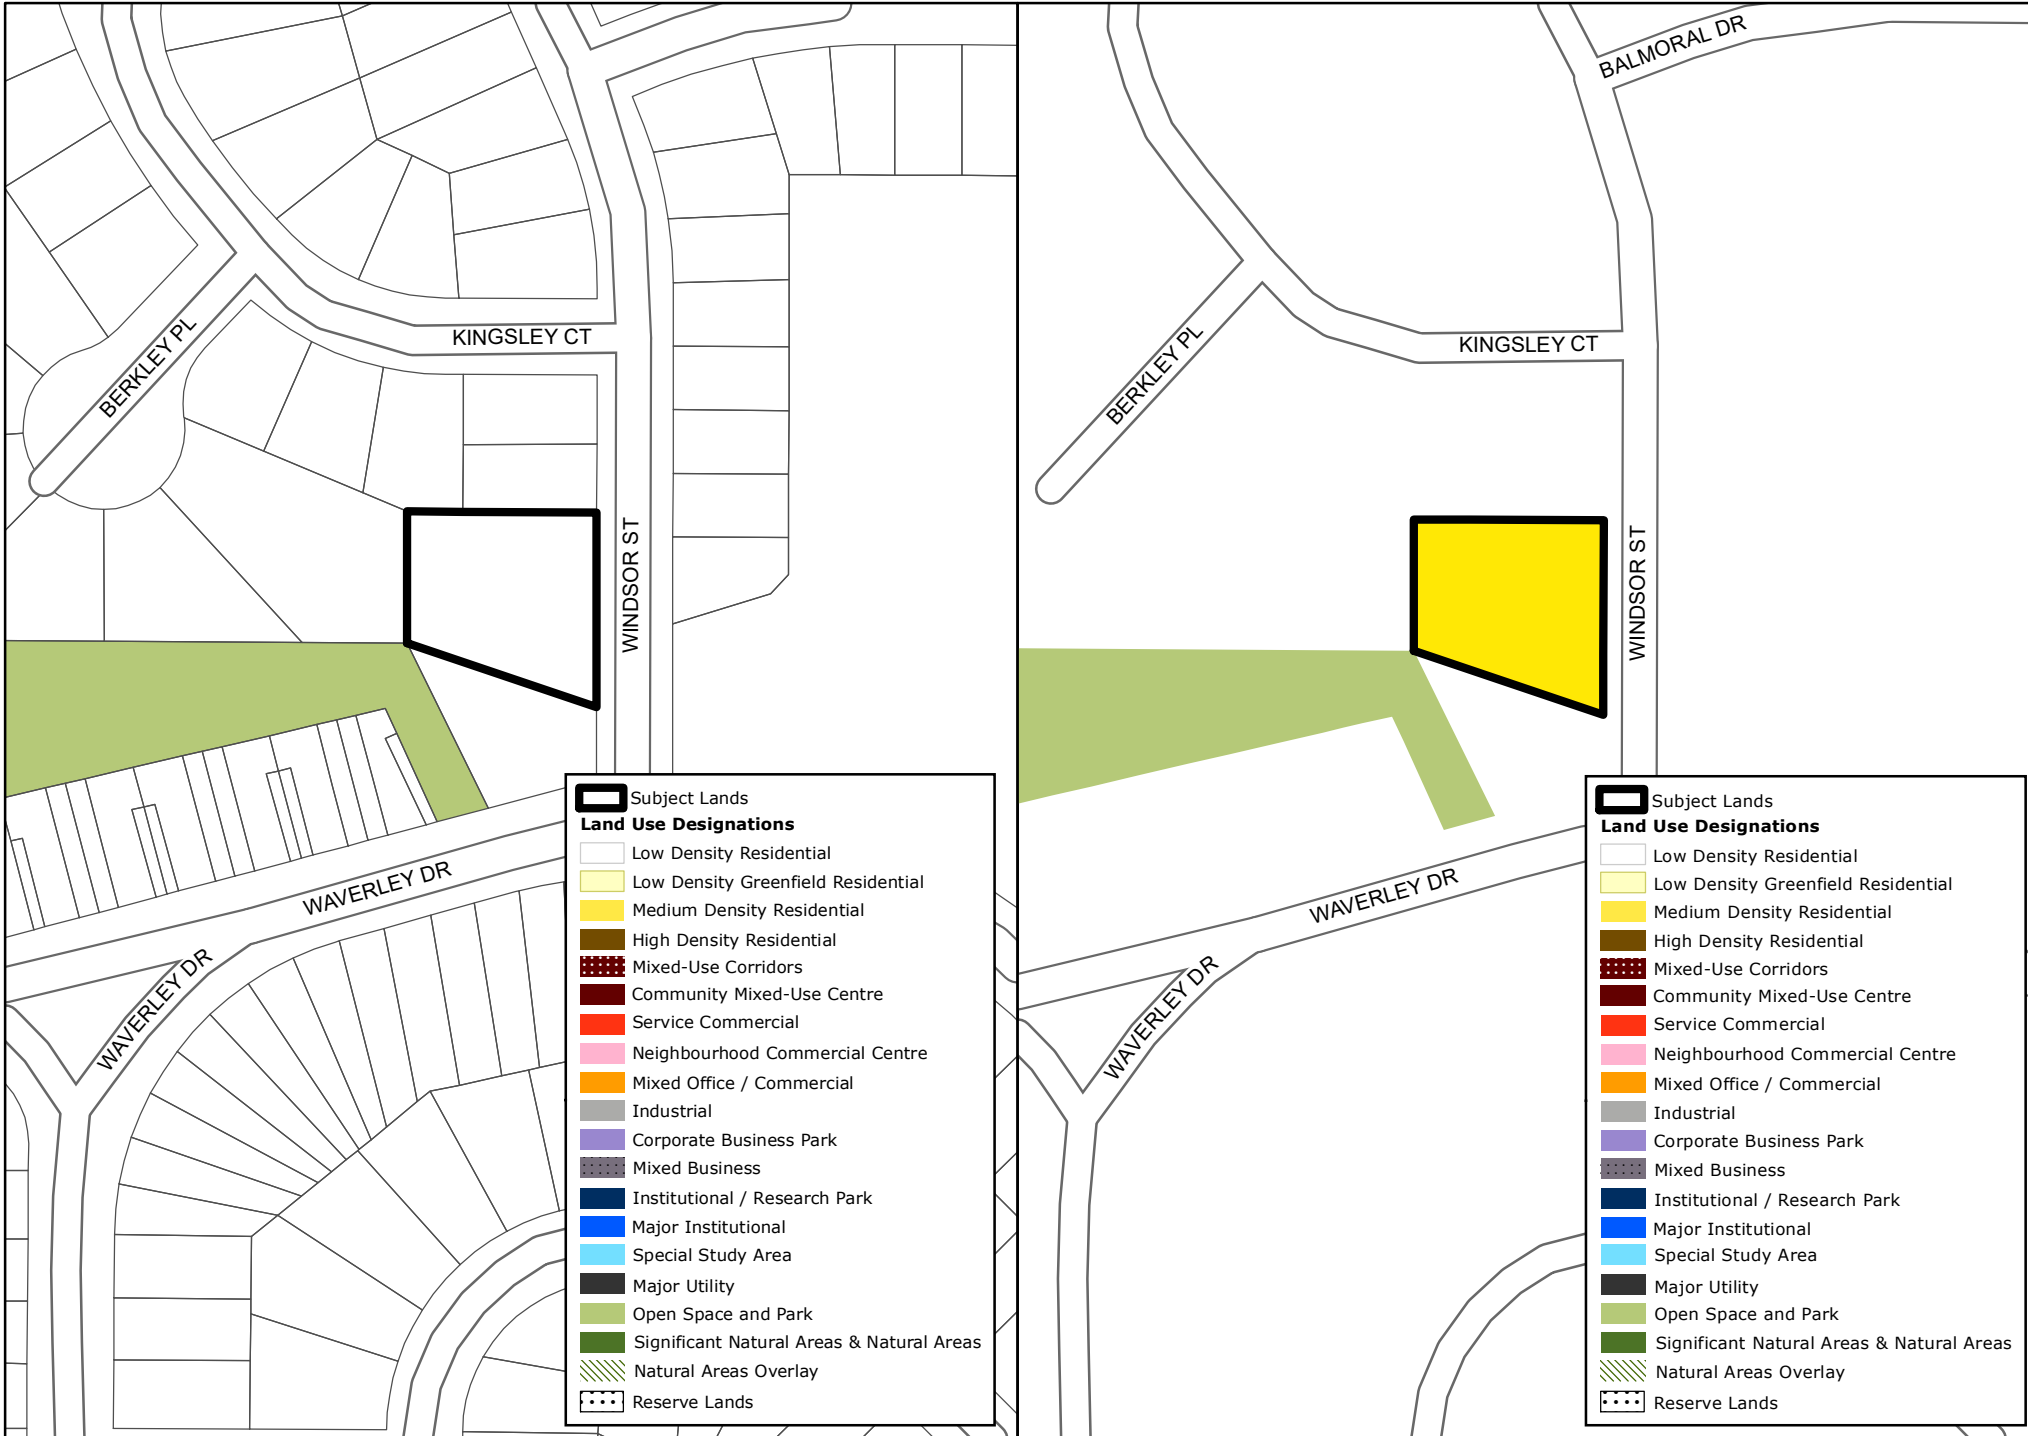 KINGSLEY CT
BERKLEY PL
WINDSOR ST
WAVERLEY DR
WAVERLEY DR
Subject Lands
Land Use Designations
Low Density Residential
Low Density Greenfield Residential
Medium Density Residential
High Density Residential
Mixed-Use Corridors
Community Mixed-Use Centre
Service Commercial
Neighbourhood Commercial Centre
Mixed Office / Commercial
Industrial
Corporate Business Park
Mixed Business
Institutional / Research Park
Major Institutional
Special Study Area
Major Utility
Open Space and Park
Significant Natural Areas & Natural Areas
Natural Areas Overlay
Reserve Lands
BALMORAL DR
KINGSLEY CT
BERKLEY PL
WINDSOR ST
WAVERLEY DR
WAVERLEY DR
Subject Lands
Land Use Designations
Low Density Residential
Low Density Greenfield Residential
Medium Density Residential
High Density Residential
Mixed-Use Corridors
Community Mixed-Use Centre
Service Commercial
Neighbourhood Commercial Centre
Mixed Office / Commercial
Industrial
Corporate Business Park
Mixed Business
Institutional / Research Park
Major Institutional
Special Study Area
Major Utility
Open Space and Park
Significant Natural Areas & Natural Areas
Natural Areas Overlay
Reserve Lands